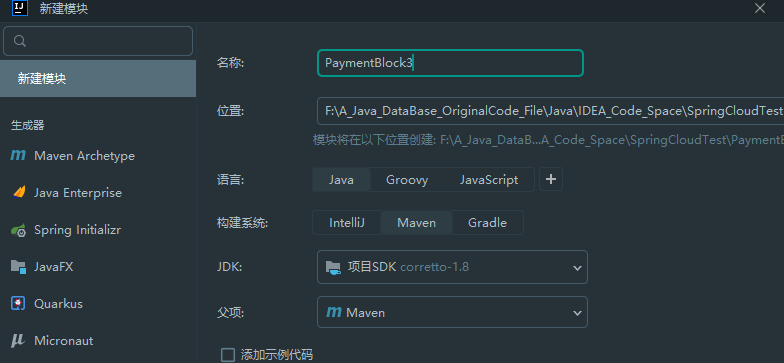 新建模块
新建模块
生成器
Maven Archetype
Java Enterprise
Spring Initializr
JavaFX
Quarkus
Micronaut
名称: PaymentBlock3
位置: F:\A_Java_DataBase_OriginalCode_File\Java\IDEA_Code_Space\SpringCloudTest
模块将在以下位置创建: F:\A_Java_DataB...A_Code_Space\SpringCloudTest\PaymentB
语言: Java Groovy JavaScript +
构建系统: IntelliJ Maven Gradle
JDK: 项目SDK corretto-1.8
父项: Maven
添加示例代码